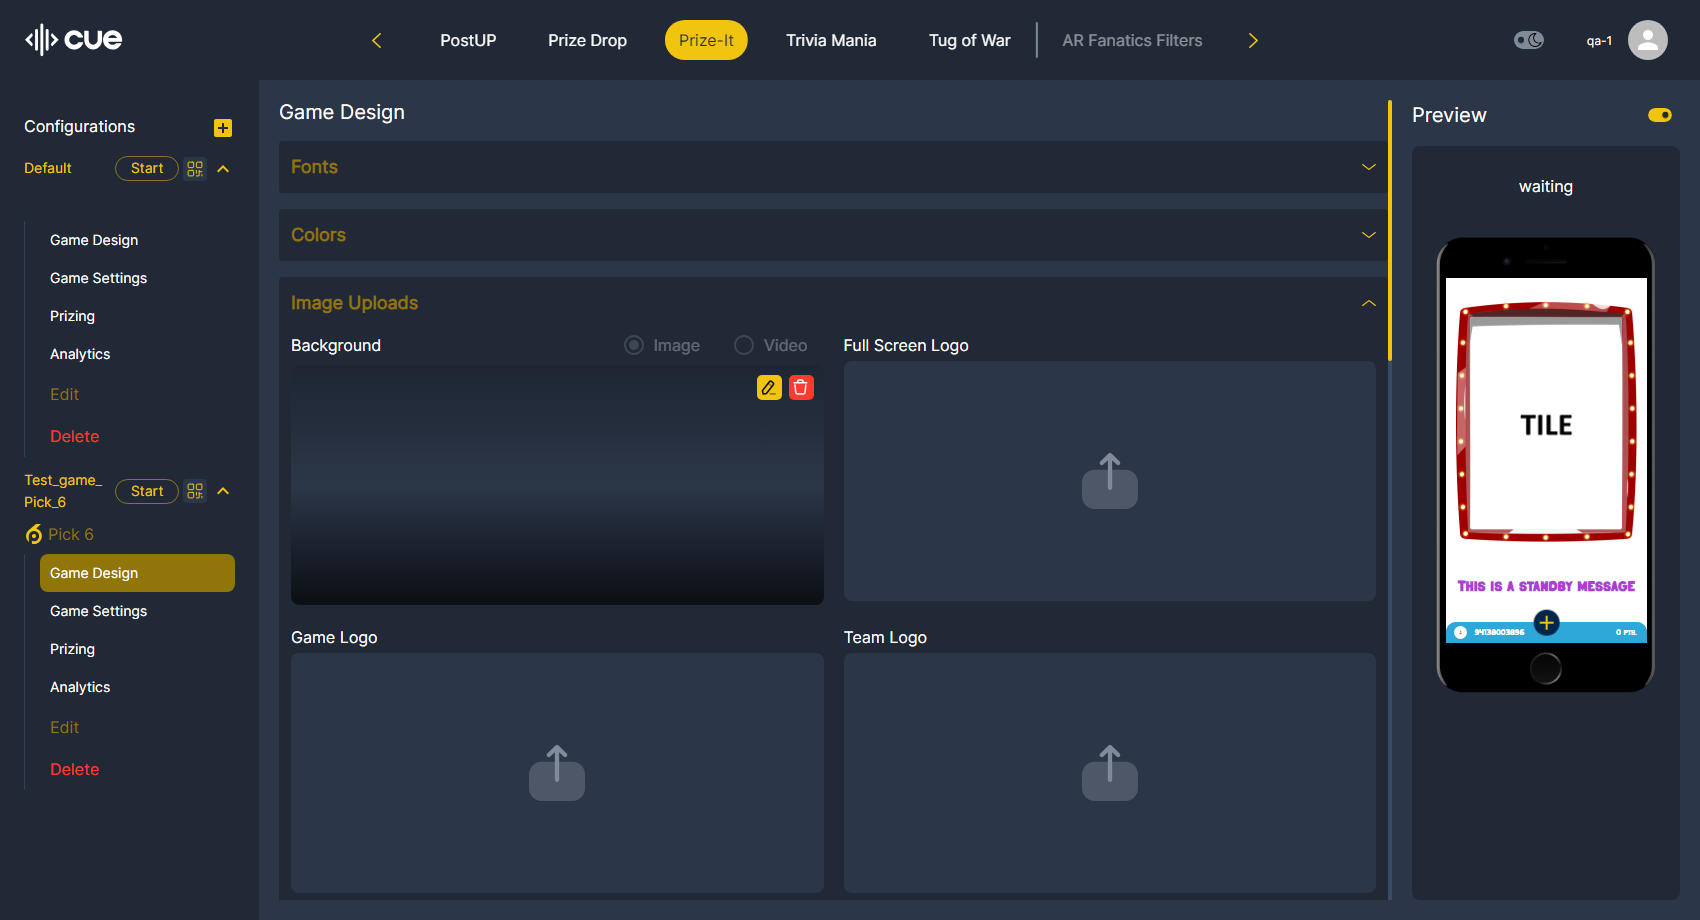 cue
PostUP
Prize Drop
Prize-It
Trivia Mania
Tug of War
AR Fanatics Filters
qa-1
Configurations
Default
Start
Game Design
Game Settings
Prizing
Analytics
Edit
Delete
Test_game_
Pick_6
Start
Pick 6
Game Design
Game Settings
Prizing
Analytics
Edit
Delete
Game Design
Fonts
Colors
Image Uploads
Background
Image
Video
Full Screen Logo
Game Logo
Team Logo
Preview
waiting
TILE
THIS IS A STANDBY MESSAGE
94138003896
0 PTS.